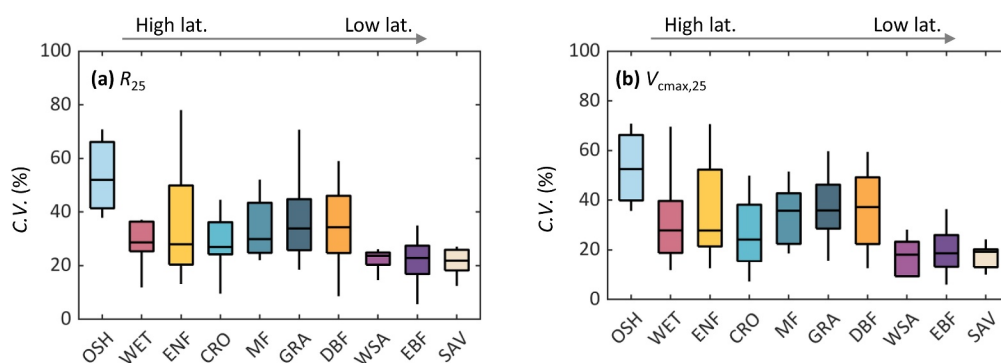 High lat. Low lat.
(a) R25
C.V. (%)
100
80
60
40
20
0
OSH WET ENF CRO MF GRA DBF WSA EBF SAV
High lat. Low lat.
(b) Vcmax,25
C.V. (%)
100
80
60
40
20
0
OSH WET ENF CRO MF GRA DBF WSA EBF SAV